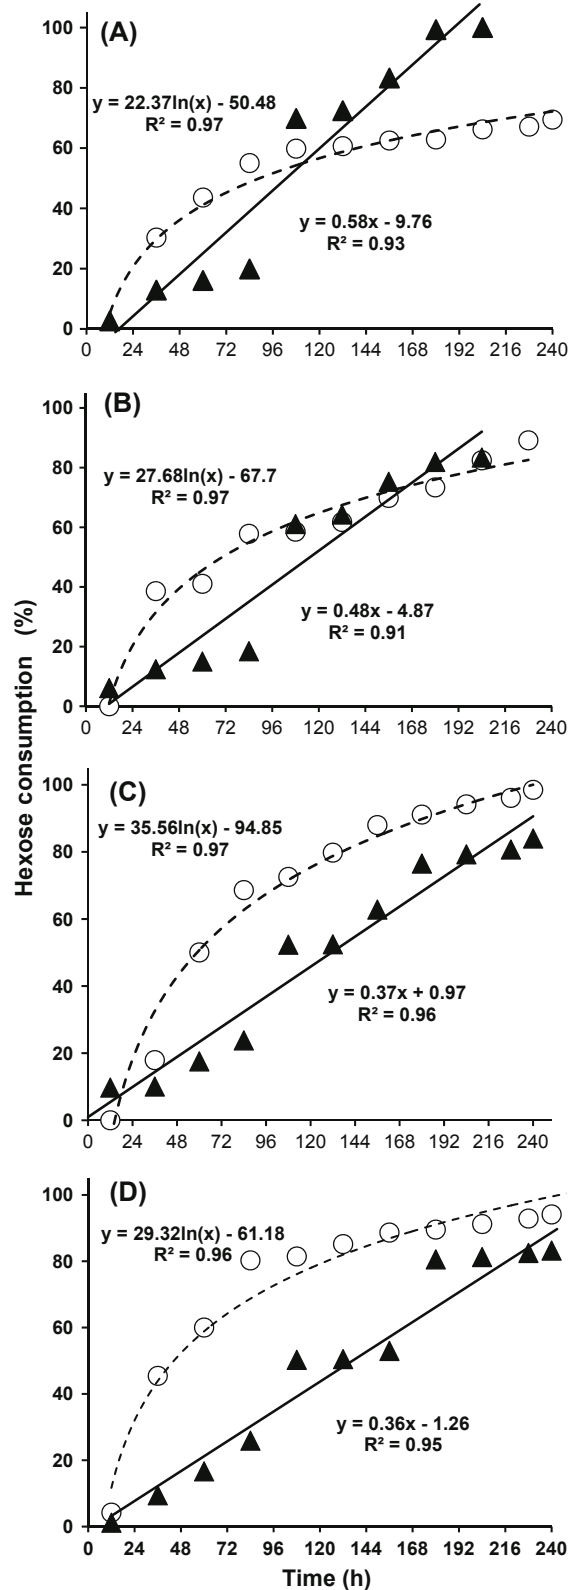 (A)
100
80
60
40
20
0
y = 22.37ln(x) - 50.48
R² = 0.97
y = 0.58x - 9.76
R² = 0.93
0 24 48 72 96 120 144 168 192 216 240
(B)
100
80
60
40
20
0
y = 27.68ln(x) - 67.7
R² = 0.97
y = 0.48x - 4.87
R² = 0.91
0 24 48 72 96 120 144 168 192 216 240
Hexose consumption (%)
(C)
100
80
60
40
20
0
y = 35.56ln(x) - 94.85
R² = 0.97
y = 0.37x + 0.97
R² = 0.96
0 24 48 72 96 120 144 168 192 216 240
(D)
100
80
60
40
20
0
y = 29.32ln(x) - 61.18
R² = 0.96
y = 0.36x - 1.26
R² = 0.95
0 24 48 72 96 120 144 168 192 216 240
Time (h)